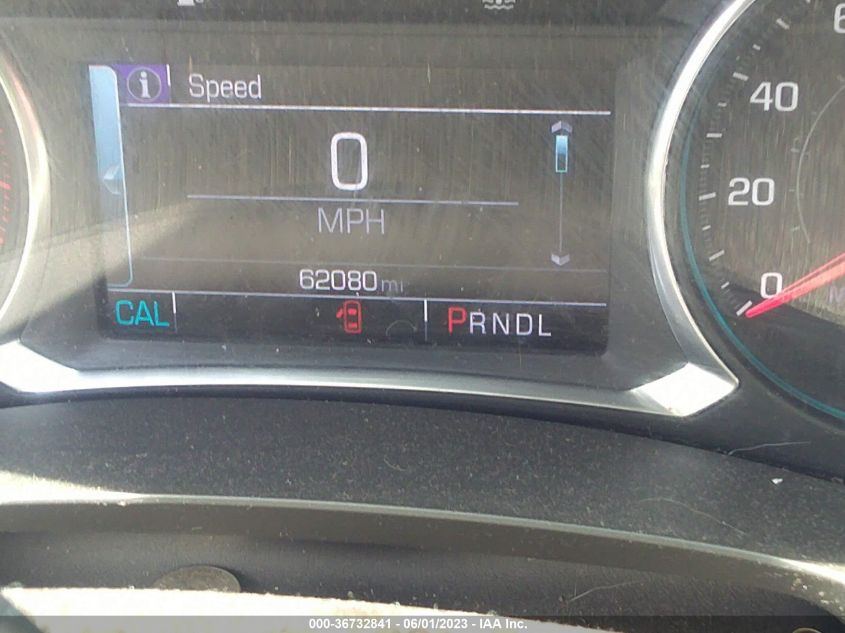 Speed
0
MPH
62080 mi
CAL
PRNDL
40
20
0
000-36732841 - 06/01/2023 - IAA Inc.